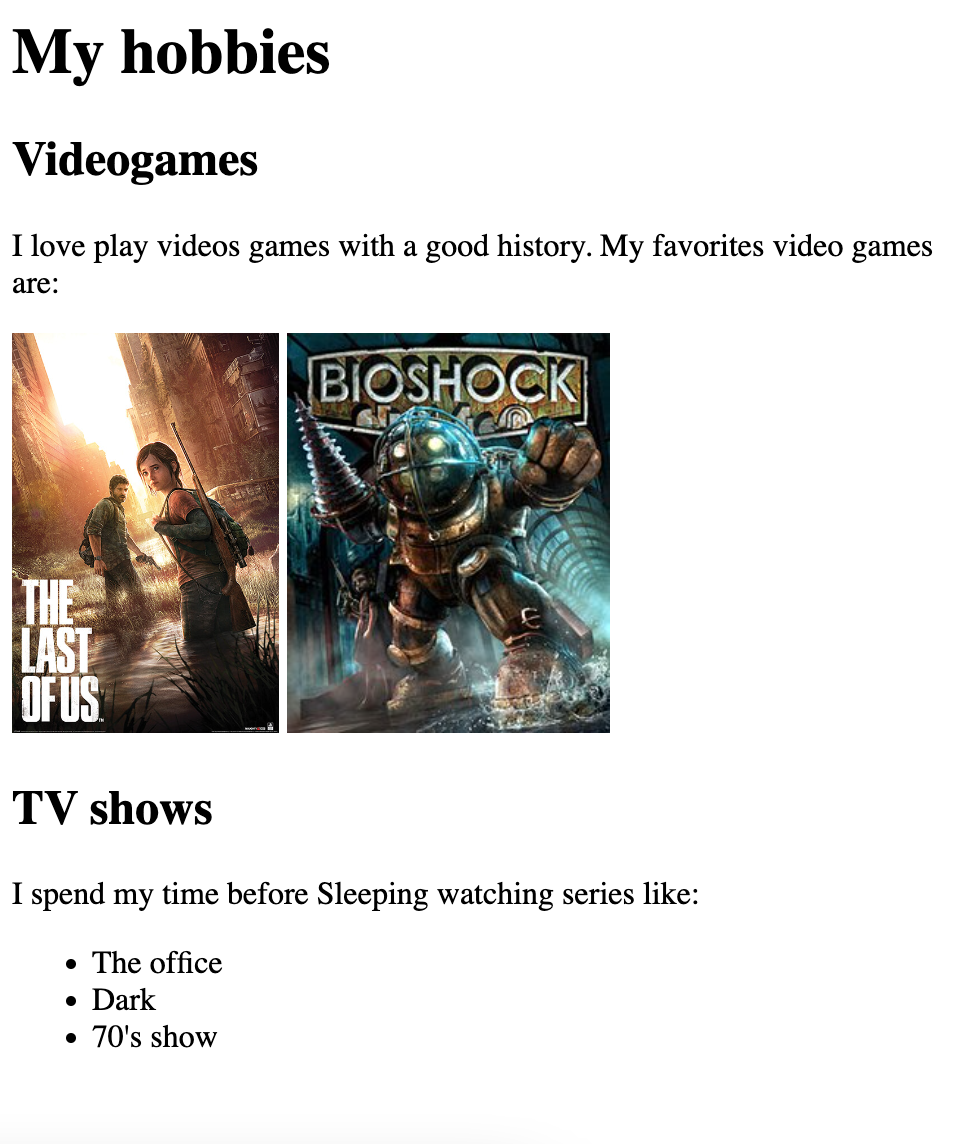 My hobbies
Videogames
I love play videos games with a good history. My favorites video games
are:
BIOSHOCK
THE
LAST
OF US
TV shows
I spend my time before Sleeping watching series like:
• The office
• Dark
• 70's show